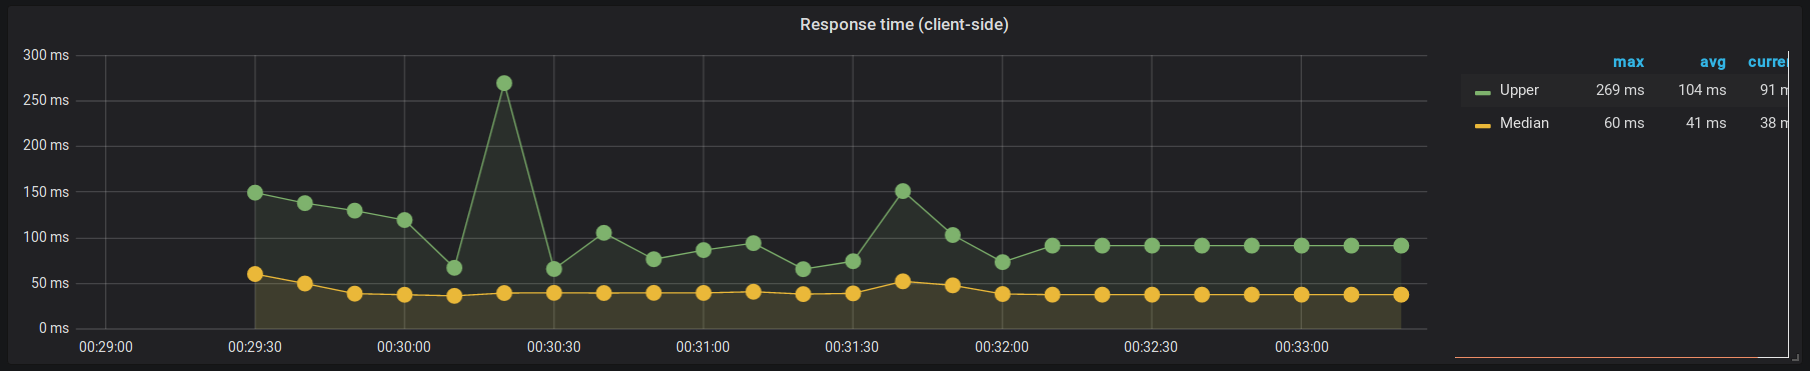 Response time (client-side)
300 ms
250 ms
200 ms
150 ms
100 ms
50 ms
0 ms
00:29:00 00:29:30 00:30:00 00:30:30 00:31:00 00:31:30 00:32:00 00:32:30 00:33:00
max avg
Upper 269 ms 104 ms 91
Median 60 ms 41 ms 38